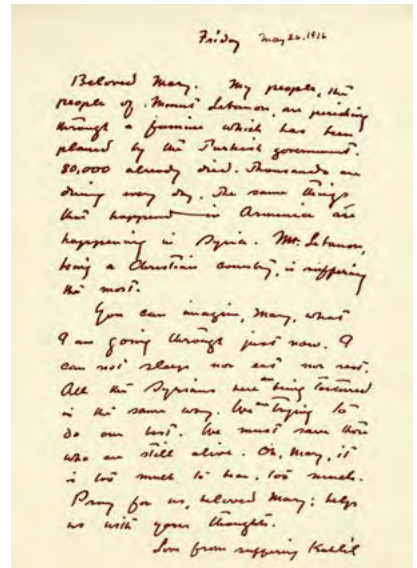 Friday May 26. 1916
Beloved Mary. My people, the
people of Mount Lebanon, are perishing
through a famine which has been
planed by the Turkish government.
80,000 already died. Thousands are
dying every day. The same things
that happend in Armenia are
happening in Syria. Mt. Lebanon,
being a Christian country, is suffering
the most.
You can imagine, Mary, what
I am going through just now. I
can not sleep nor eat nor rest.
All the Syrians here are being tortured
in the same way. We are trying to
do our best. We must save those
who are still alive. Oh, Mary, it
is too much to bear, too much.
Pray for us, beloved Mary; help
us with your thoughts.
Love from suffering Kahlil